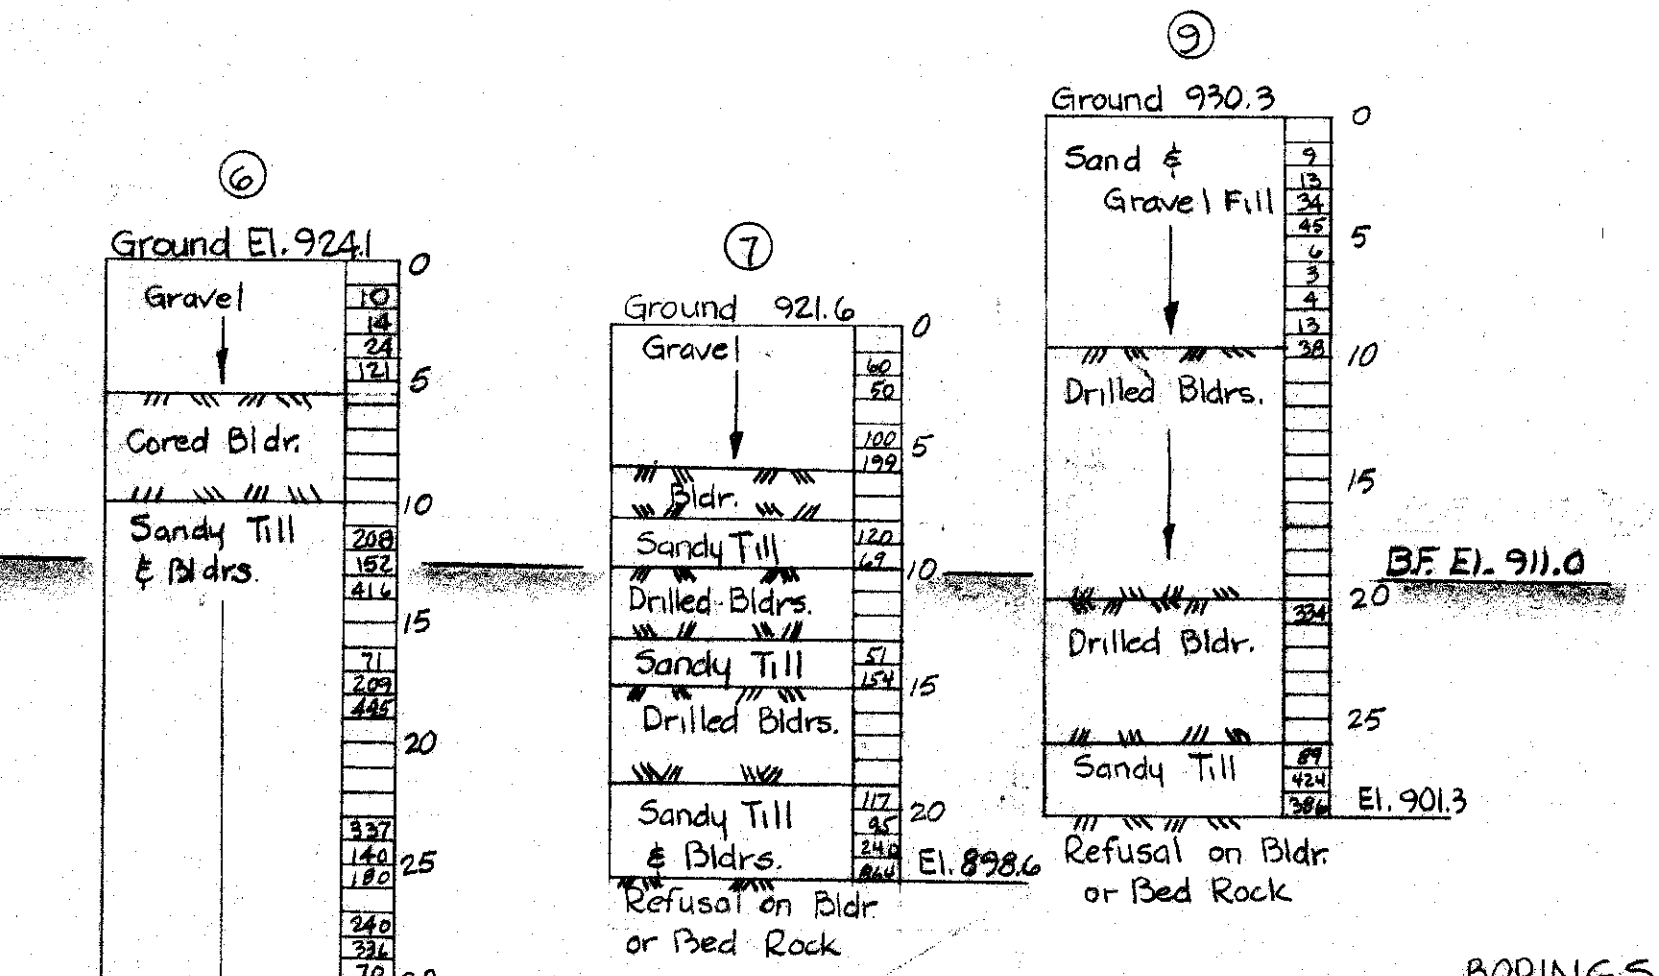 6
Ground El. 924.1
0
Gravel
10
14
24
121
5
Cored Bldr.
10
Sandy Till
& Bldrs.
208
152
416
15
71
209
445
20
337
140
180
25
240
336
70
7
Ground 921.6
0
Gravel
60
50
100
5
199
Bldr.
Sandy Till
120
69
10
Drilled Bldrs.
Sandy Till
51
154
15
Drilled Bldrs.
Sandy Till
& Bldrs.
117
20
95
240
864
El. 898.6
Refusal on Bldr.
or Bed Rock
9
Ground 930.3
0
Sand &
Gravel Fill
9
13
34
45
5
6
3
4
13
38
10
Drilled Bldrs.
15
B.F. El. 911.0
20
334
Drilled Bldr.
25
Sandy Till
89
424
386
El. 901.3
Refusal on Bldr.
or Bed Rock
BORINGS